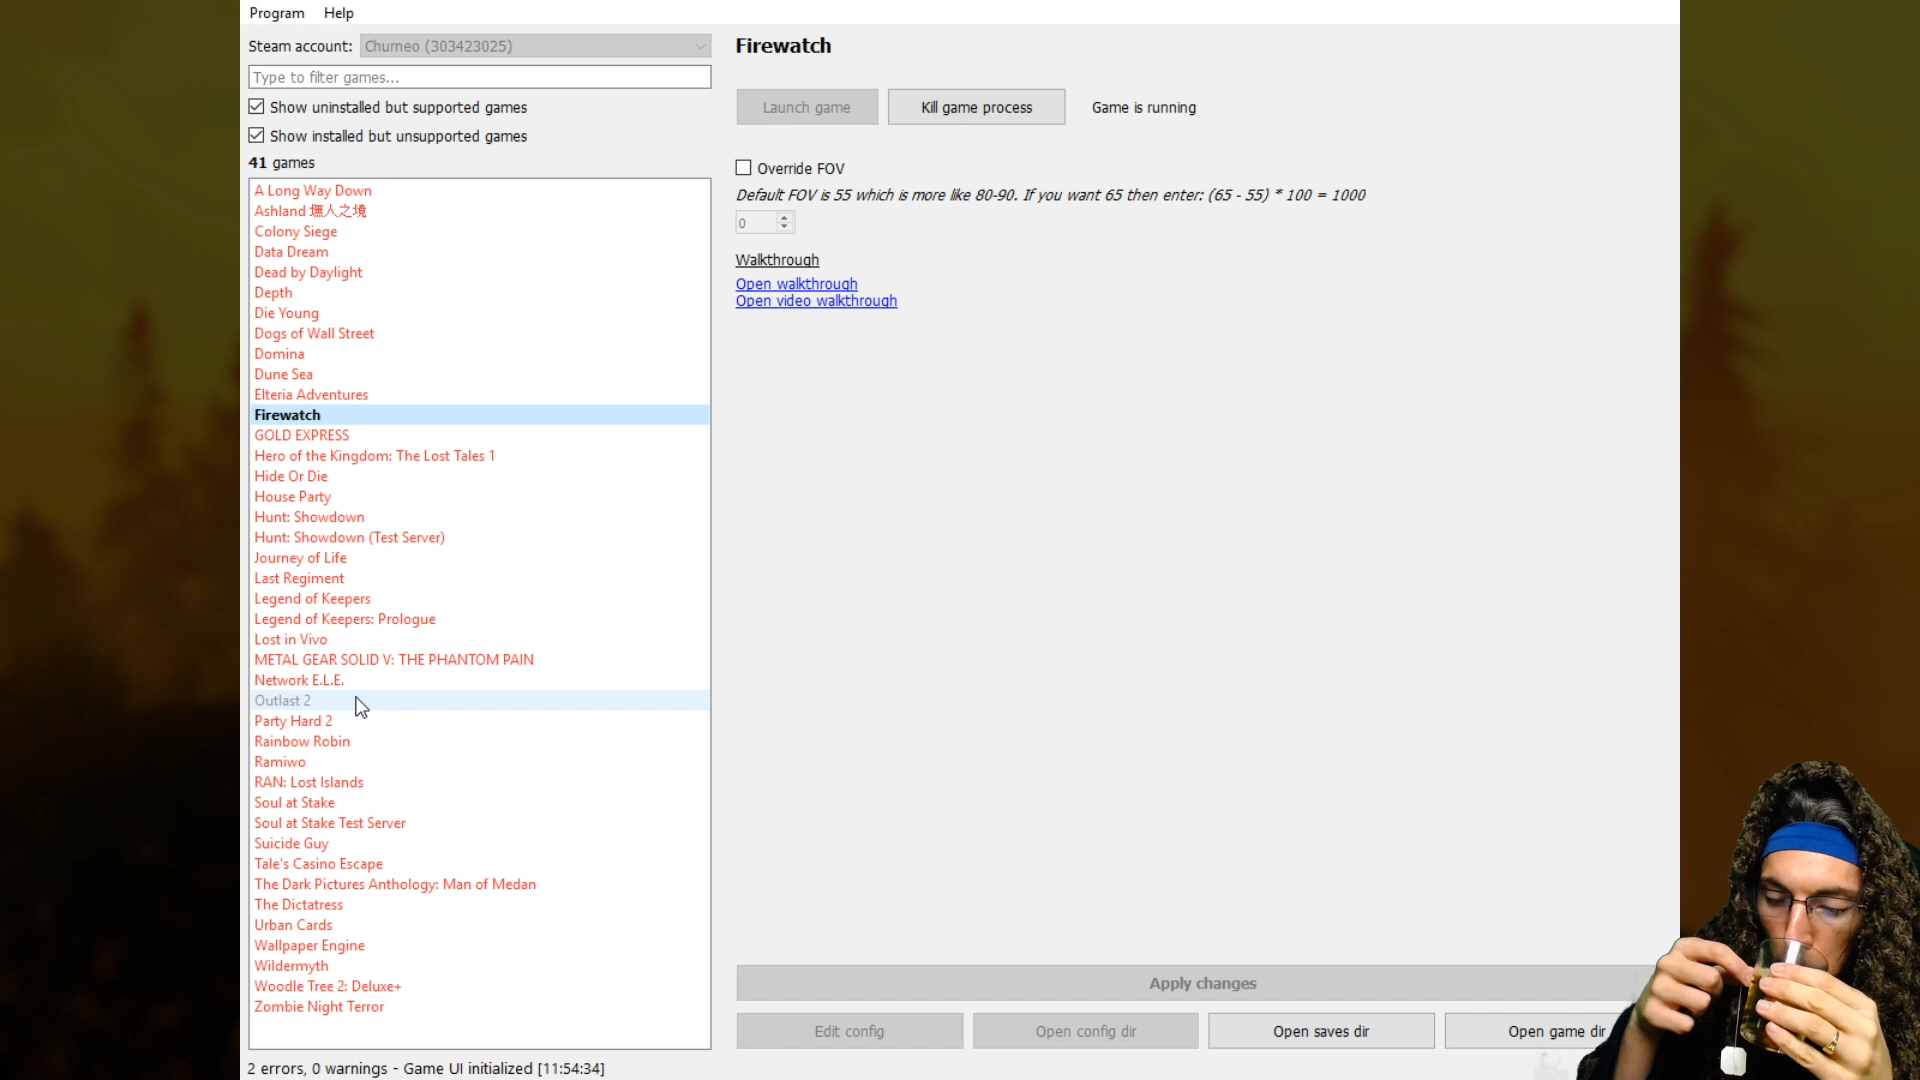 Program Help
Steam account: Churneo (303423025)
Type to filter games...
Show uninstalled but supported games
Show installed but unsupported games
41 games
A Long Way Down
Ashland 墲人之境
Colony Siege
Data Dream
Dead by Daylight
Depth
Die Young
Dogs of Wall Street
Domina
Dune Sea
Elteria Adventures
Firewatch
GOLD EXPRESS
Hero of the Kingdom: The Lost Tales 1
Hide Or Die
House Party
Hunt: Showdown
Hunt: Showdown (Test Server)
Journey of Life
Last Regiment
Legend of Keepers
Legend of Keepers: Prologue
Lost in Vivo
METAL GEAR SOLID V: THE PHANTOM PAIN
Network E.L.E.
Outlast 2
Party Hard 2
Rainbow Robin
Ramiwo
RAN: Lost Islands
Soul at Stake
Soul at Stake Test Server
Suicide Guy
Tale's Casino Escape
The Dark Pictures Anthology: Man of Medan
The Dictatress
Urban Cards
Wallpaper Engine
Wildermyth
Woodle Tree 2: Deluxe+
Zombie Night Terror
2 errors, 0 warnings - Game UI initialized [11:54:34]
Firewatch
Launch game Kill game process Game is running
Override FOV
Default FOV is 55 which is more like 80-90. If you want 65 then enter: (65 - 55) * 100 = 1000
0
Walkthrough
Open walkthrough
Open video walkthrough
Apply changes
Edit config Open config dir Open saves dir Open game dir